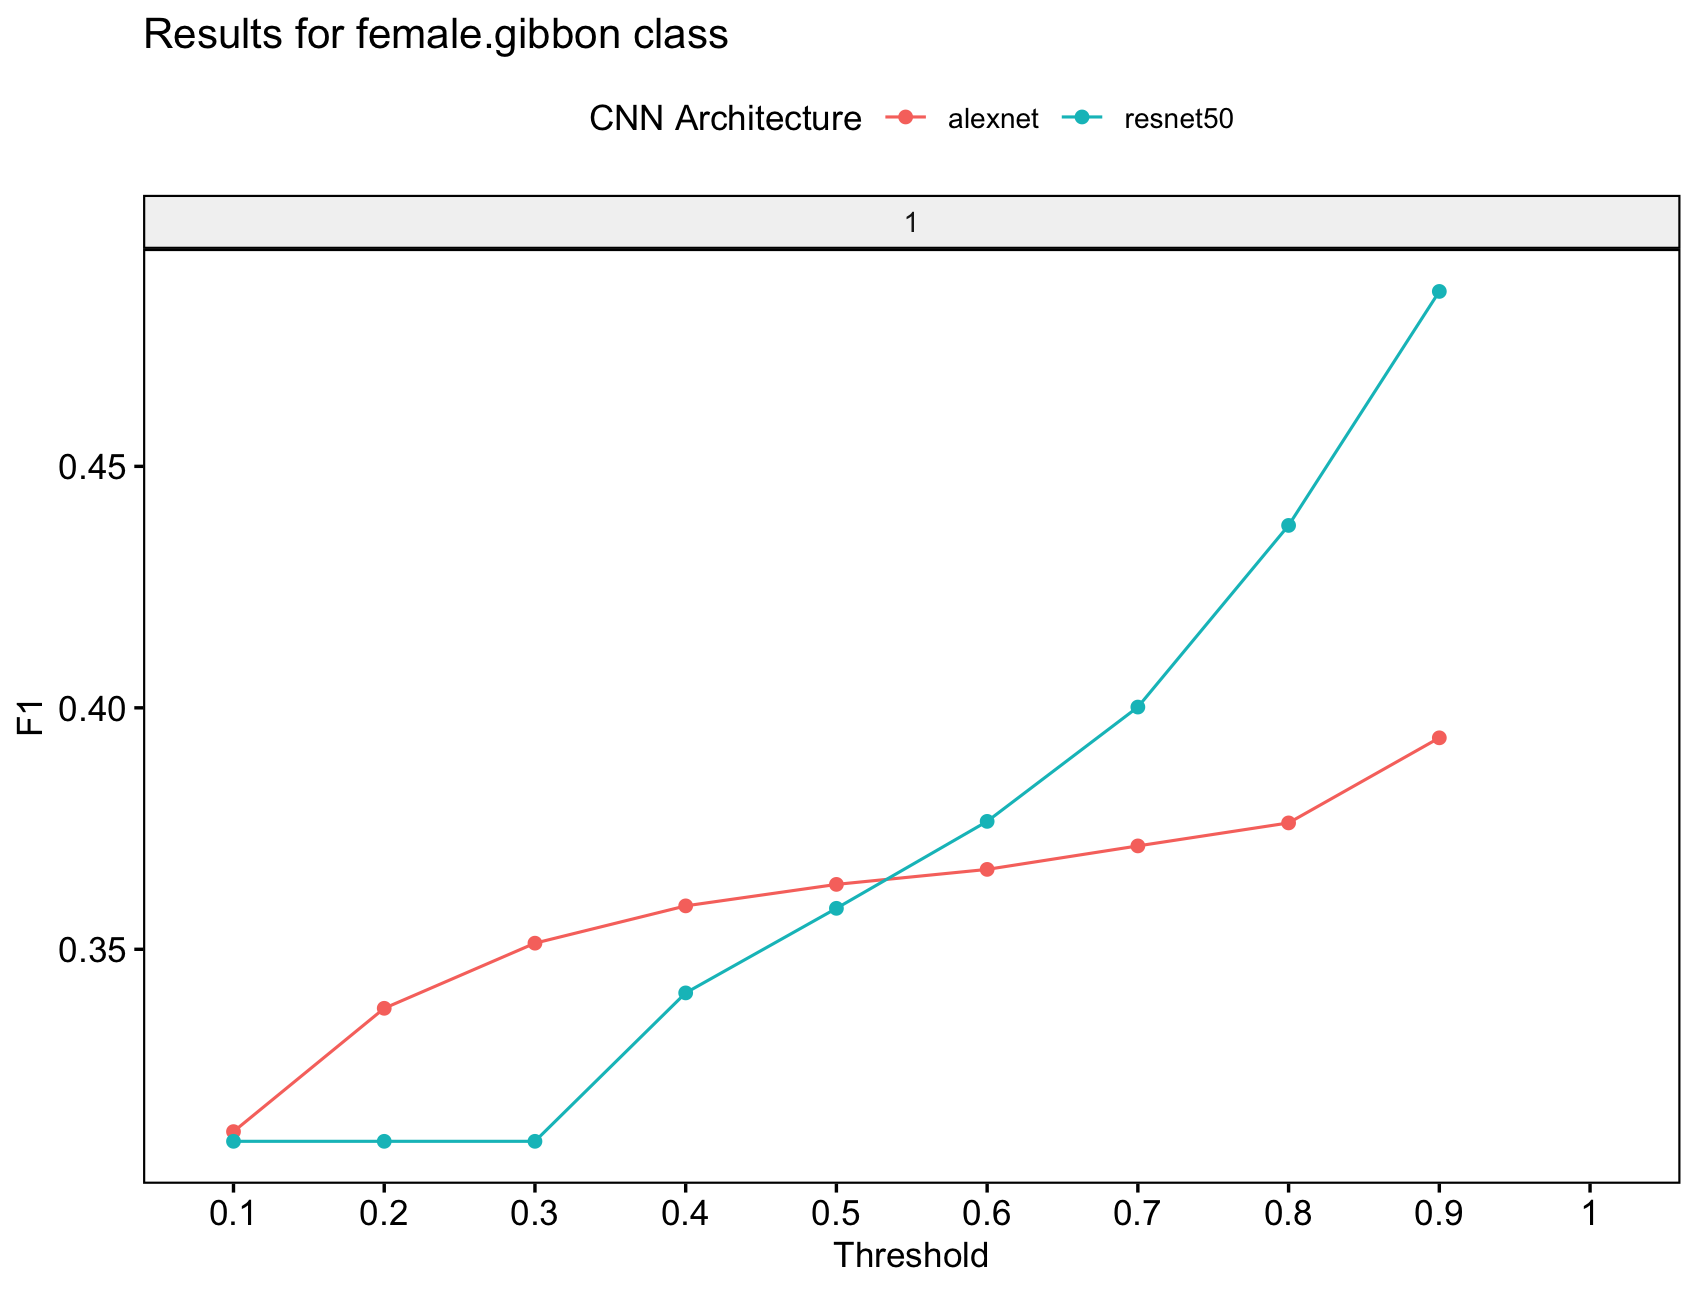 Results for female.gibbon class
CNN Architecture alexnet resnet50
1
0.45
0.40
0.35
F1
0.1 0.2 0.3 0.4 0.5 0.6 0.7 0.8 0.9 1
Threshold